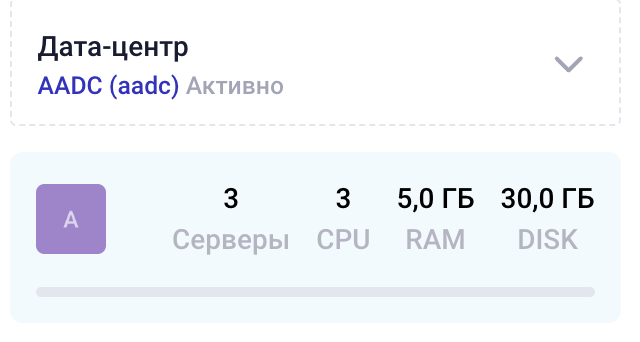 Дата-центр
AADC (aadc) Активно
A
3 3 5,0 ГБ 30,0 ГБ
Серверы CPU RAM DISK